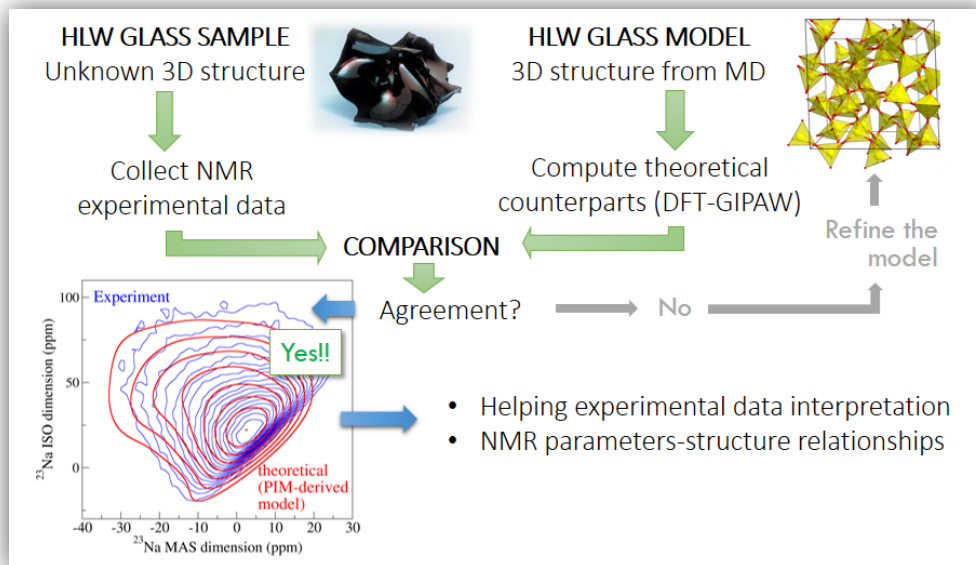 HLW GLASS SAMPLE
Unknown 3D structure
HLW GLASS MODEL
3D structure from MD
Collect NMR
experimental data
Compute theoretical
counterparts (DFT-GIPAW)
Refine the
model
COMPARISON
Agreement?
No
Yes!!
Experiment
theoretical
(PIM-derived
model)
100
50
0
-40 -30 -20 -10 0 10 20 30
²³Na ISO dimension (ppm)
²³Na MAS dimension (ppm)
• Helping experimental data interpretation
• NMR parameters-structure relationships